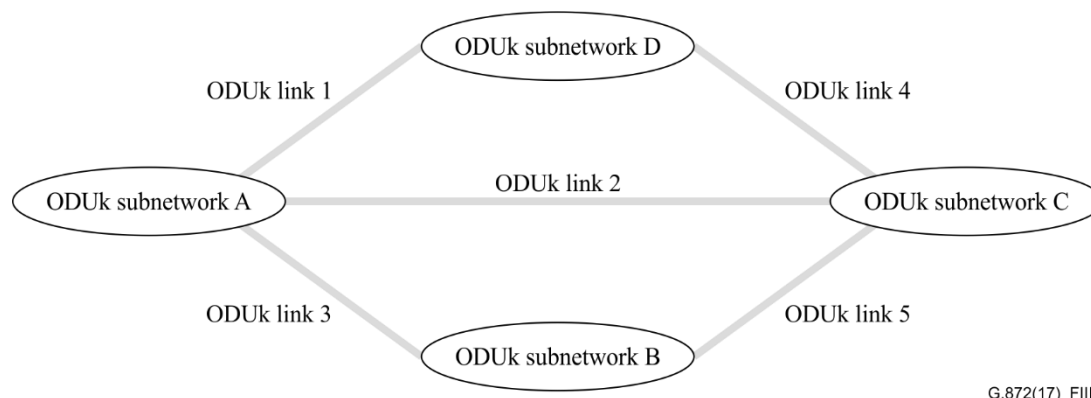 ODUk subnetwork D
ODUk link 1
ODUk link 4
ODUk link 2
ODUk subnetwork A
ODUk subnetwork C
ODUk link 3
ODUk link 5
ODUk subnetwork B